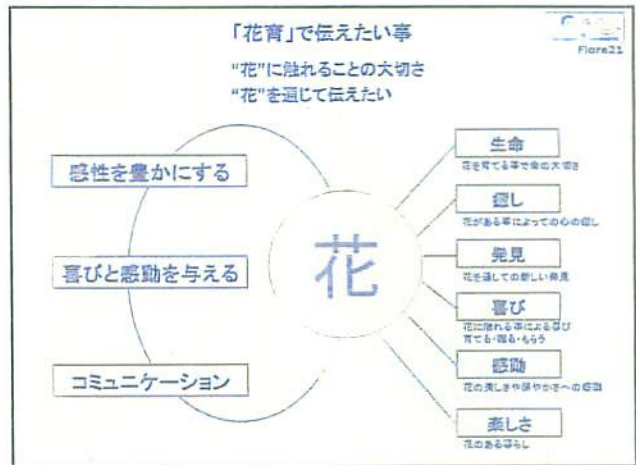 「花育」で伝えたい事
Flore21
“花”に触れることの大切さ
“花”を通じて伝えたい
感性を豊かにする
喜びと感動を与える
コミュニケーション
花
生命
花を育てる事で命の大切さ
癒し
花がある事によっての心の癒し
発見
花を通しての新しい発見
喜び
花に触れる事による喜び
育てる・贈る・もらう
感動
花の美しさや鮮やかさへの感動
楽しさ
花のある暮らし